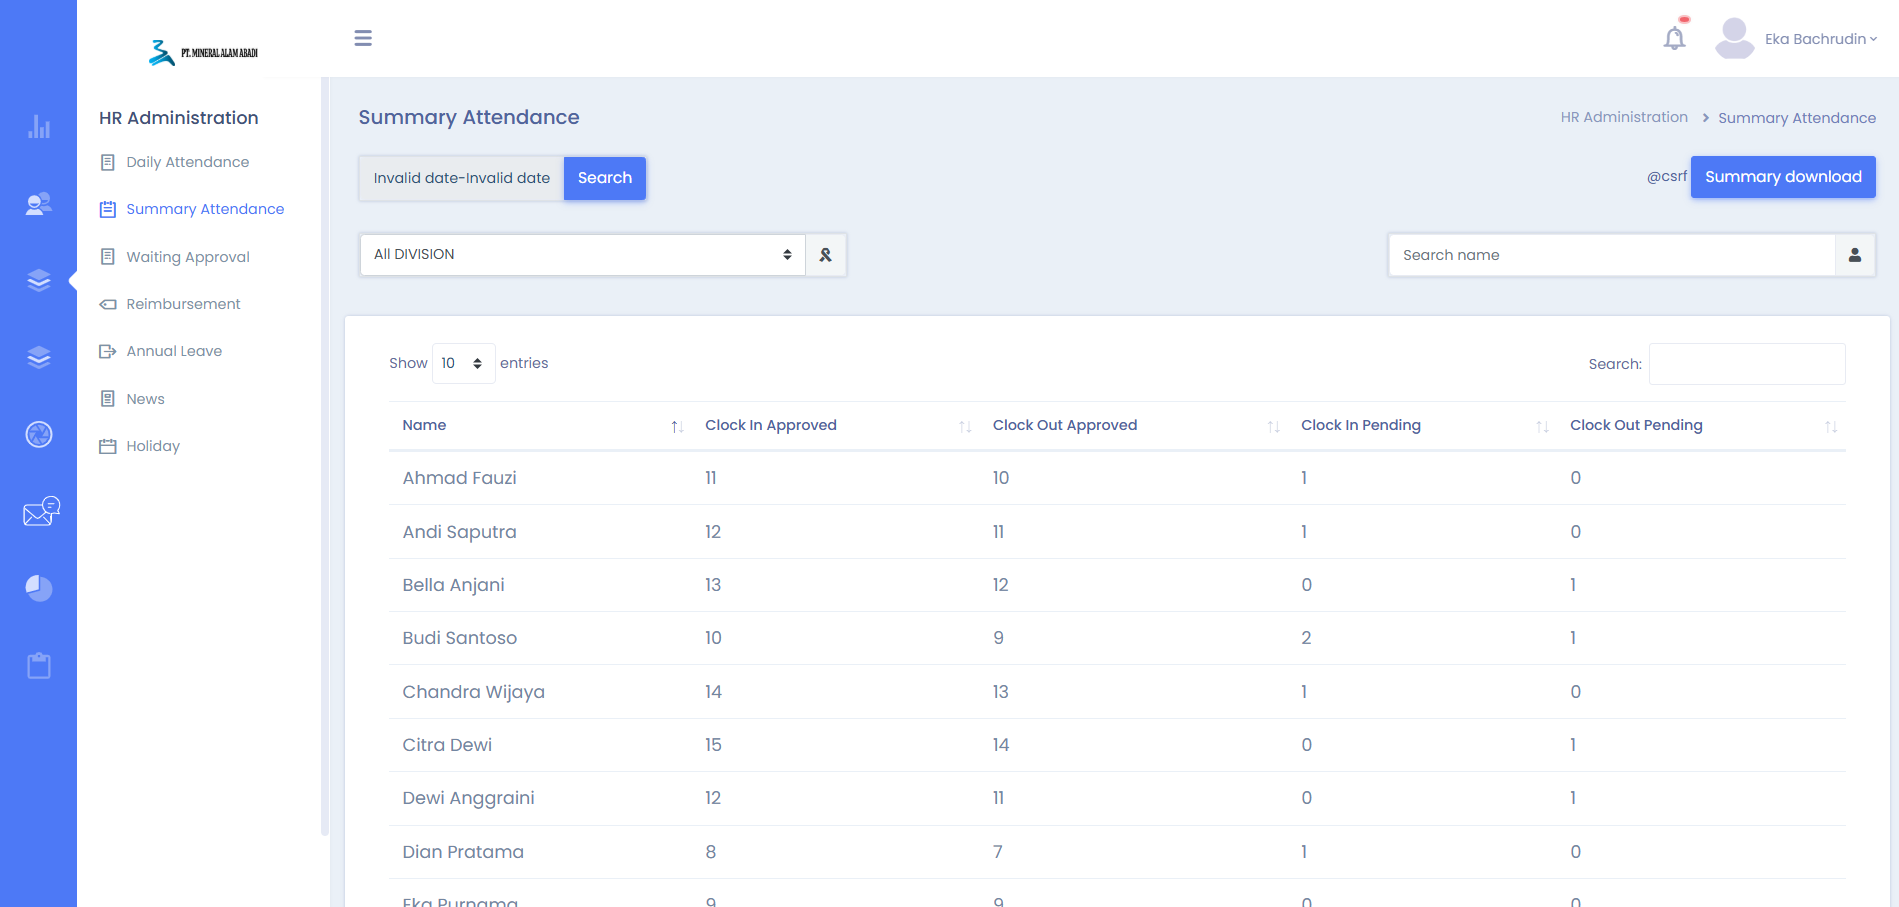 PT. MINERAL ALAM ABADI
Eka Bachrudin
HR Administration
Daily Attendance
Summary Attendance
Waiting Approval
Reimbursement
Annual Leave
News
Holiday
Summary Attendance
HR Administration Summary Attendance
Invalid date-Invalid date Search
@csrf Summary download
All DIVISION
Search name
Show 10 entries
Search:
Name Clock In Approved Clock Out Approved Clock In Pending Clock Out Pending
Ahmad Fauzi 11 10 1 0
Andi Saputra 12 11 1 0
Bella Anjani 13 12 0 1
Budi Santoso 10 9 2 1
Chandra Wijaya 14 13 1 0
Citra Dewi 15 14 0 1
Dewi Anggraini 12 11 0 1
Dian Pratama 8 7 1 0
Eka Purnama 9 9 0 0